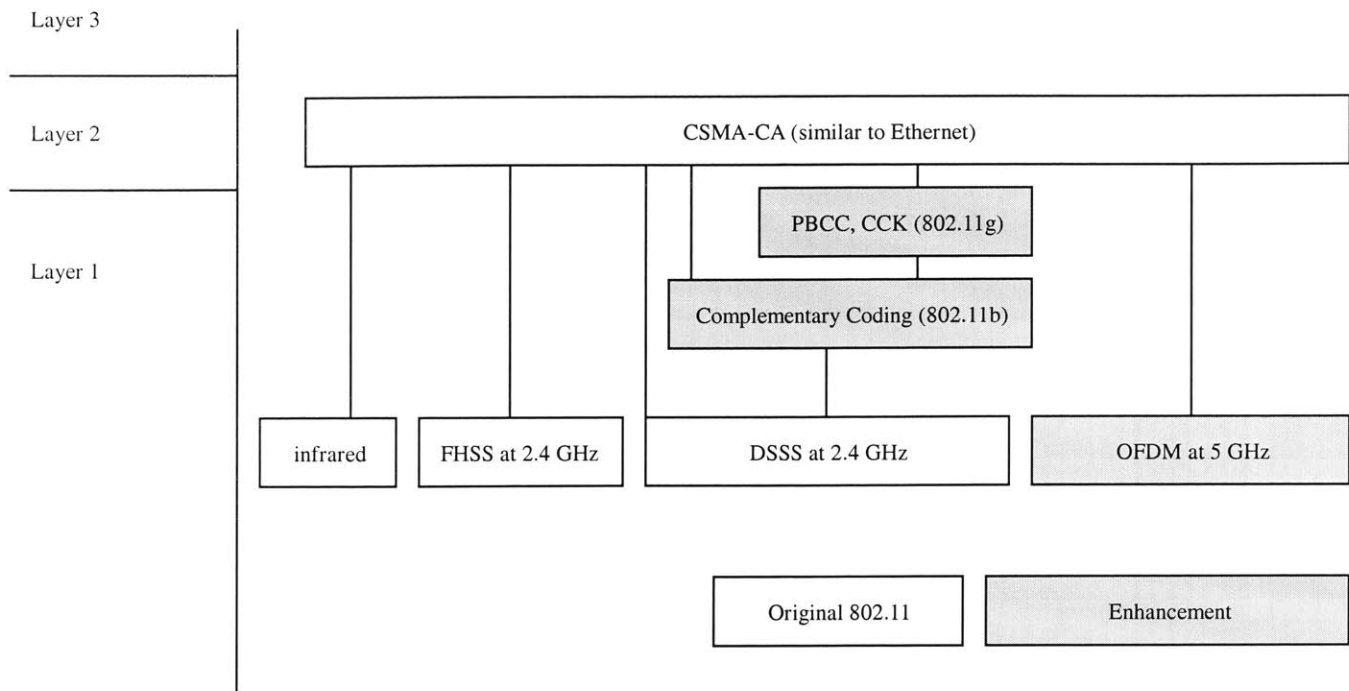 Layer 3
Layer 2
CSMA-CA (similar to Ethernet)
PBCC, CCK (802.11g)
Layer 1
Complementary Coding (802.11b)
infrared
FHSS at 2.4 GHz
DSSS at 2.4 GHz
OFDM at 5 GHz
Original 802.11
Enhancement